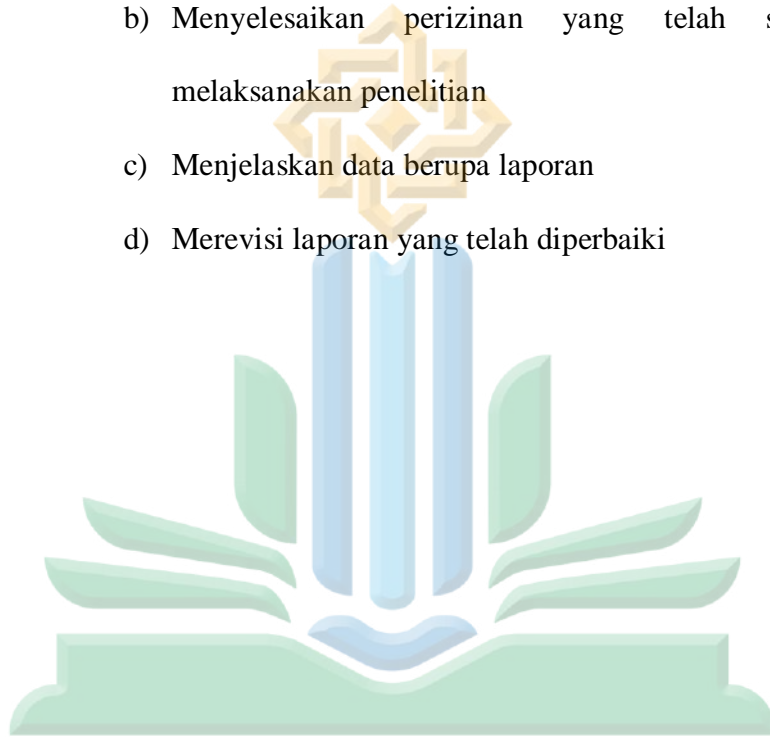 b) Menyelesaikan perizinan yang telah s
melaksanakan penelitian
c) Menjelaskan data berupa laporan
d) Merevisi laporan yang telah diperbaiki